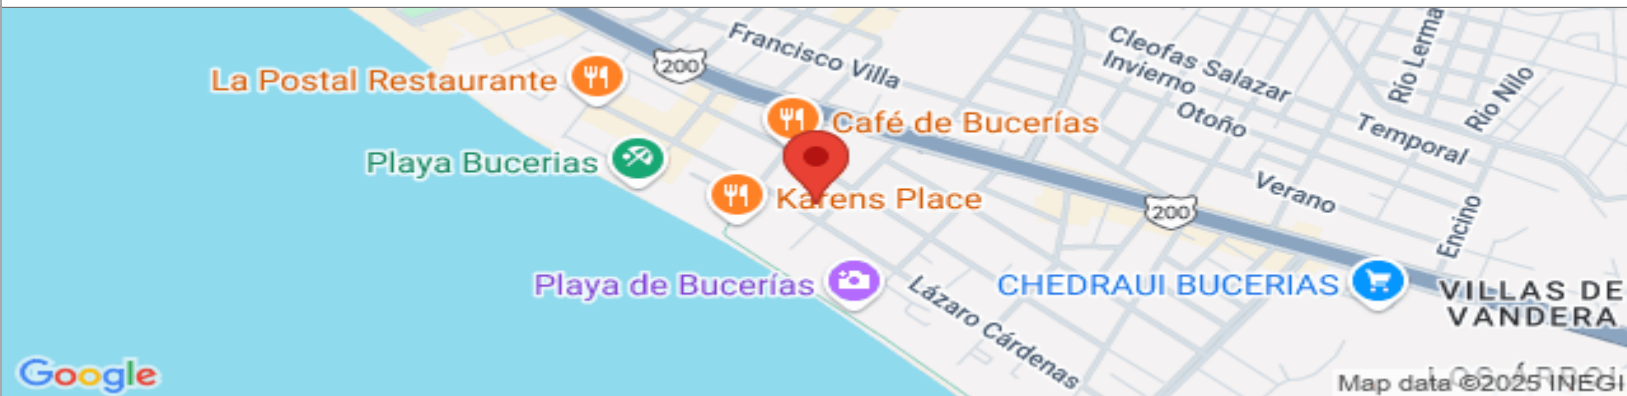 Francisco Villa
200
La Postal Restaurante
Cleofas Salazar
Invierno
Río Lerma
Río Nilo
Otoño
Café de Bucerías
Temporal
Playa Bucerias
Karens Place
Verano
200
Encino
Playa de Bucerías
Lázaro Cárdenas
CHEDRAUI BUCERIAS
VILLAS DE
VANDERA
Google
Map data ©2025 INEGI